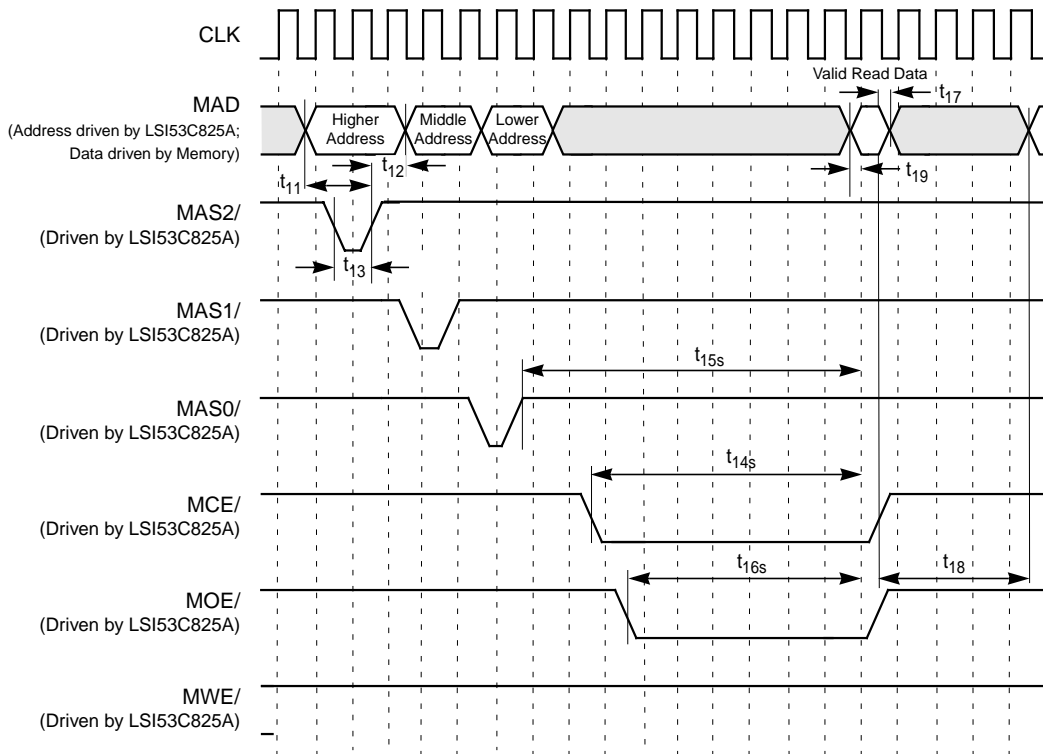 CLK
Valid Read Data
t17
MAD
(Address driven by LSI53C825A;
Data driven by Memory)
Higher
Address
Middle
Address
Lower
Address
t12
t19
t11
MAS2/
(Driven by LSI53C825A)
t13
MAS1/
(Driven by LSI53C825A)
t15s
MAS0/
(Driven by LSI53C825A)
t14s
MCE/
(Driven by LSI53C825A)
t16s
t18
MOE/
(Driven by LSI53C825A)
MWE/
(Driven by LSI53C825A)